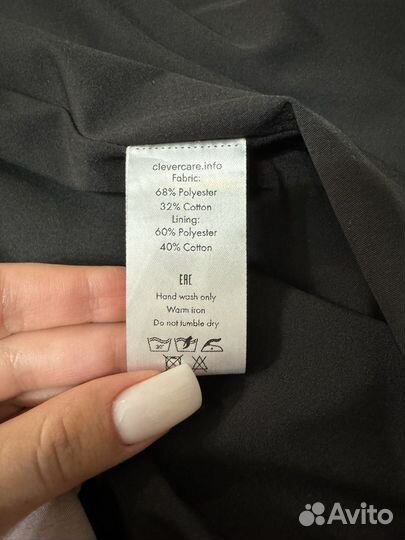 clevercare.info
Fabric:
68% Polyester
32% Cotton
Lining:
60% Polyester
40% Cotton
EAC
Hand wash only
Warm iron
Do not tumble dry
30°
Avito